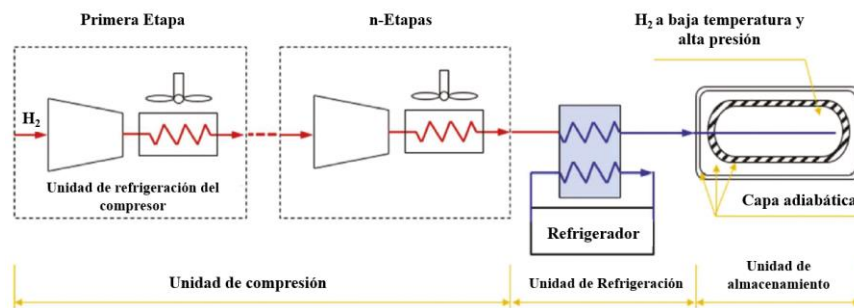 Primera Etapa
n-Etapas
H₂ a baja temperatura y
alta presión
H₂
Unidad de refrigeración del
compresor
Refrigerador
Capa adiabática
Unidad de compresión
Unidad de Refrigeración
Unidad de
almacenamiento